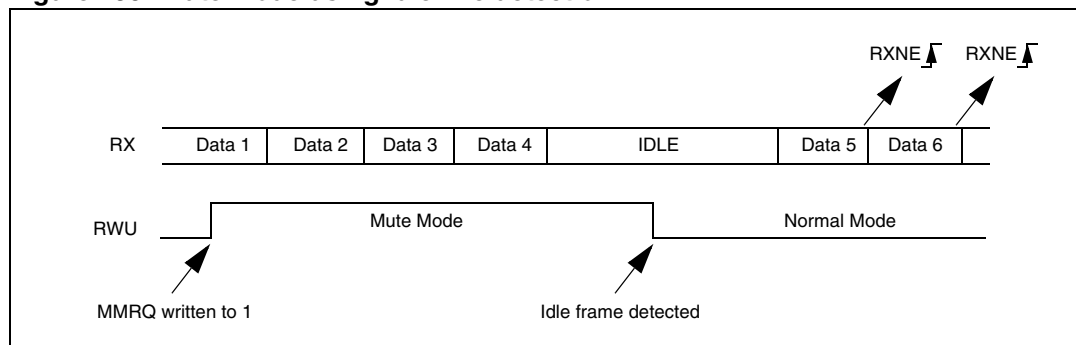 RXNE RXNE
RX Data 1 Data 2 Data 3 Data 4 IDLE Data 5 Data 6
RWU Mute Mode Normal Mode
MMRQ written to 1 Idle frame detected